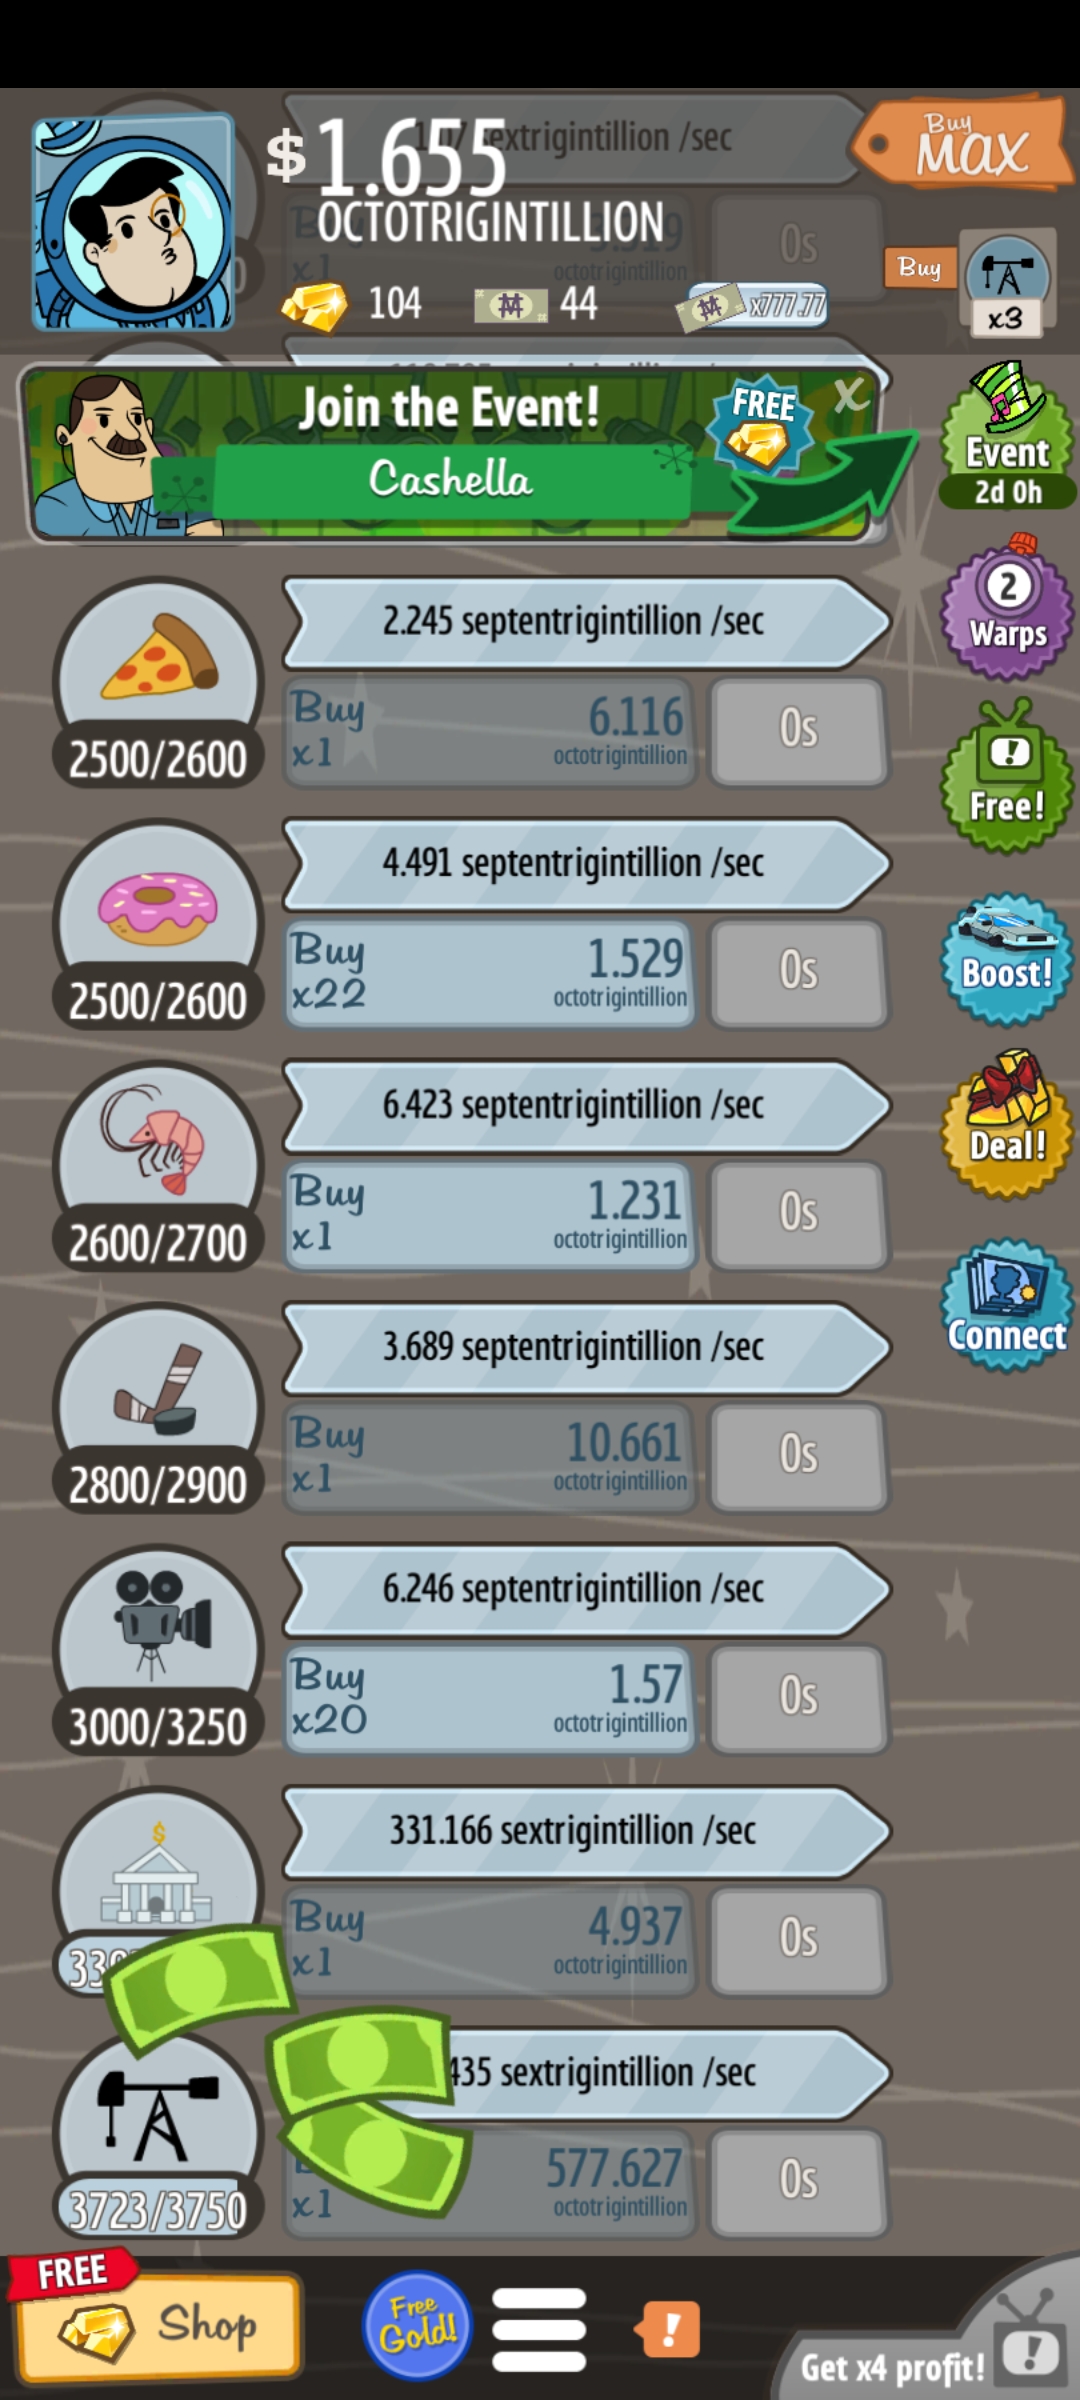 sextrigintillion /sec
$ 1.655
OCTOTRIGINTILLION
octotrigintillion
0s
Buy
MAX
Buy
x3
104
44
x777.77
Join the Event!
Cashella
FREE
X
Event
2d 0h
2.245 septentrigintillion /sec
Buy
x1
6.116
octotrigintillion
0s
2500/2600
2
Warps
Free!
4.491 septentrigintillion /sec
Buy
x22
1.529
octotrigintillion
0s
2500/2600
Boost!
6.423 septentrigintillion /sec
Buy
x1
1.231
octotrigintillion
0s
2600/2700
Deal!
Connect
3.689 septentrigintillion /sec
Buy
x1
10.661
octotrigintillion
0s
2800/2900
6.246 septentrigintillion /sec
Buy
x20
1.57
octotrigintillion
0s
3000/3250
331.166 sextrigintillion /sec
Buy
x1
4.937
octotrigintillion
0s
435 sextrigintillion /sec
x1
577.627
octotrigintillion
0s
3723/3750
FREE
Shop
Free
Gold!
!
Get x4 profit!